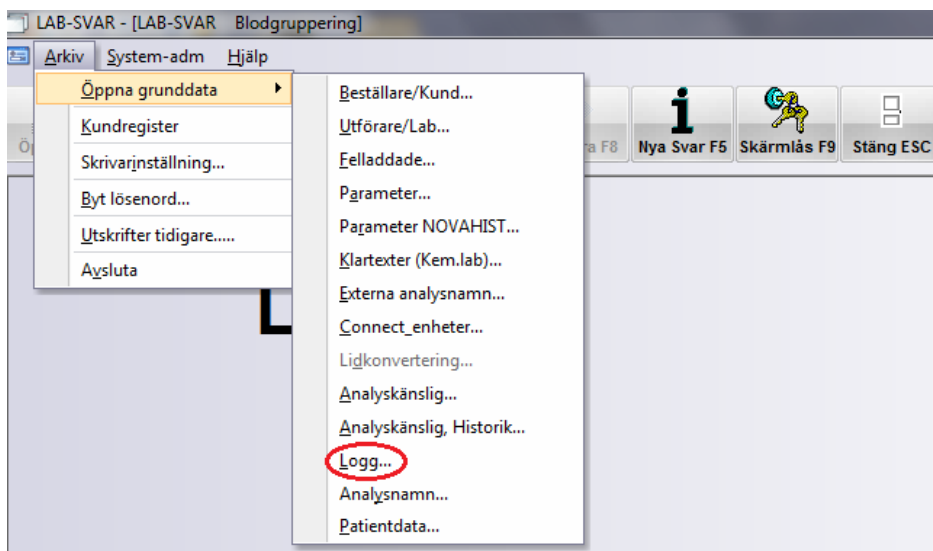 LAB-SVAR - [LAB-SVAR Blodgruppering]
Arkiv System-adm Hjälp
Öppna grunddata
Kundregister
Skrivarinställning...
Byt lösenord...
Utskrifter tidigare.....
Avsluta
Beställare/Kund...
Utförare/Lab...
Felladdade...
Parameter...
Parameter NOVAHIST...
Klartexter (Kem.lab)...
Externa analysnamn...
Connect_enheter...
Lidkonvertering...
Analyskänslig...
Analyskänslig, Historik...
Logg...
Analysnamn...
Patientdata...
F8 Nya Svar F5 Skärmlås F9 Stäng ESC
L